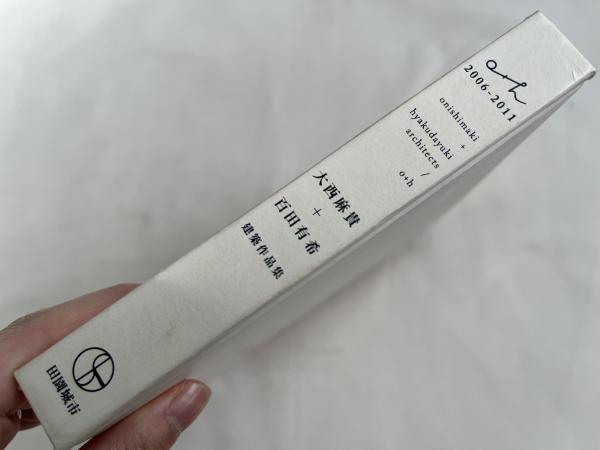 o+h
2006-2011
onishimaki
+
hyakudayuki
architects /
o+h
大西麻貴
+
百田有希
建築作品集
田園城市